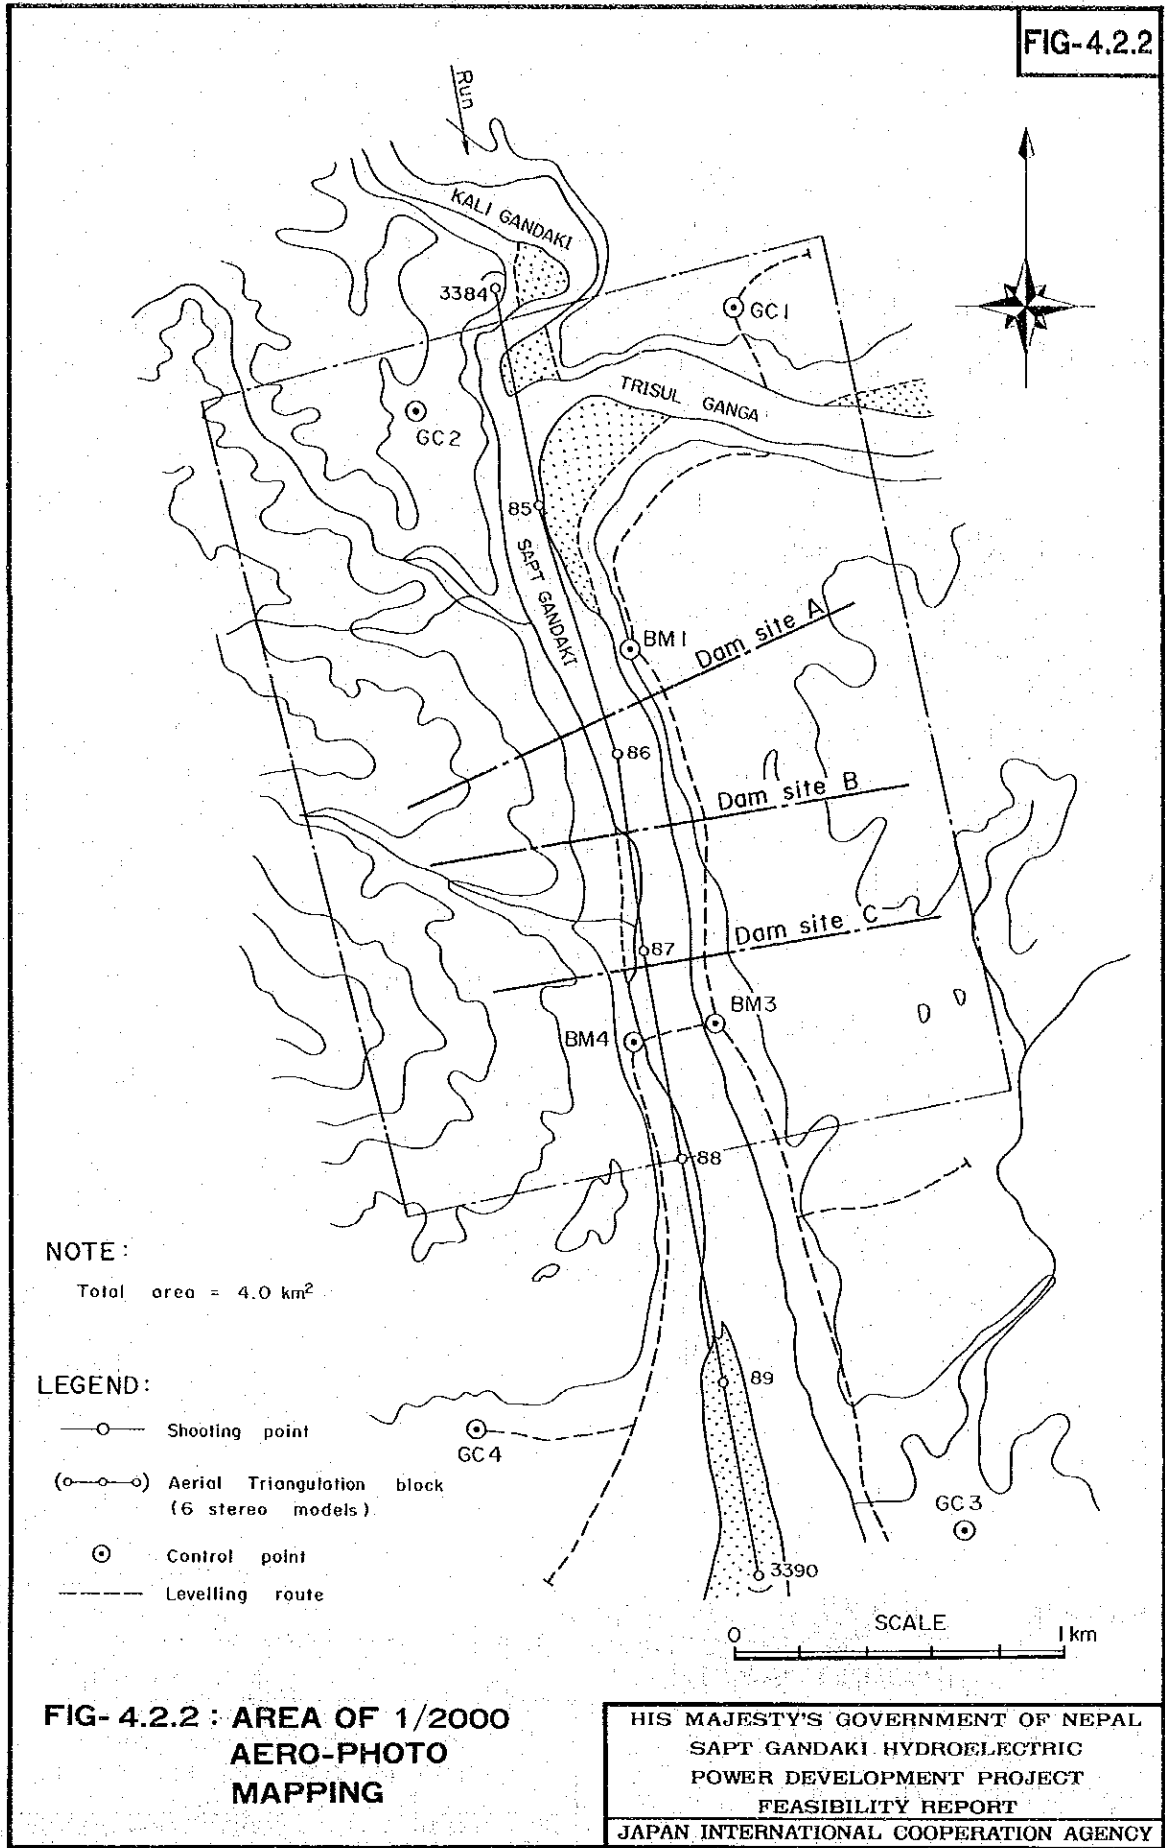 FIG-4.2.2
Run
KALI GANDAKI
3384
GC1
TRISUL GANGA
GC2
85
SAPT GANDAKI
BM1
Dam site A
86
Dam site B
Dam site C
87
BM3
BM4
88
NOTE:
Total area = 4.0 km²
LEGEND:
Shooting point
Aerial Triangulation block
(6 stereo models)
Control point
Levelling route
89
GC4
GC3
3390
SCALE
0 1km
FIG-4.2.2 : AREA OF 1/2000
AERO-PHOTO
MAPPING
HIS MAJESTY'S GOVERNMENT OF NEPAL
SAPT GANDAKI HYDROELECTRIC
POWER DEVELOPMENT PROJECT
FEASIBILITY REPORT
JAPAN INTERNATIONAL COOPERATION AGENCY